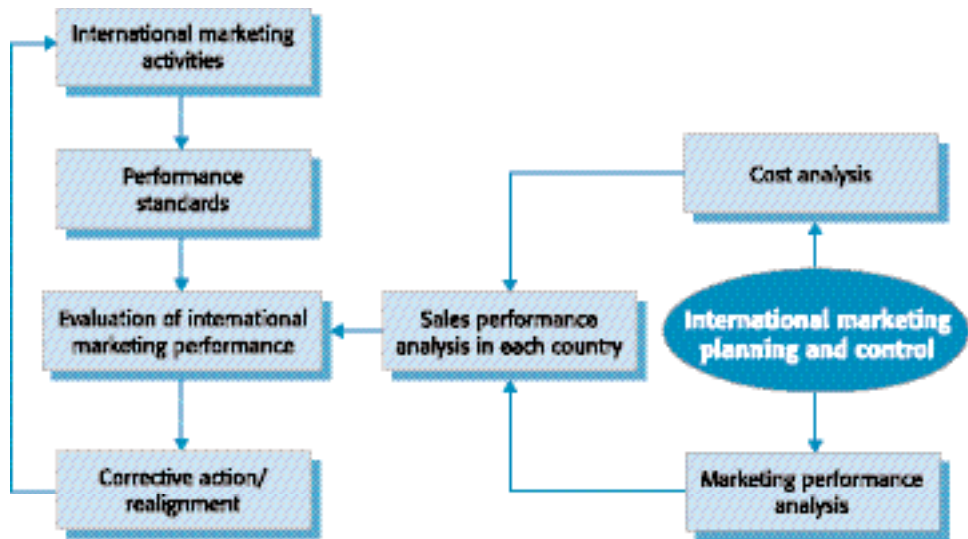 International marketing
activities
Performance
standards
Evaluation of international
marketing performance
Corrective action/
realignment
Sales performance
analysis in each country
Cost analysis
International marketing
planning and control
Marketing performance
analysis